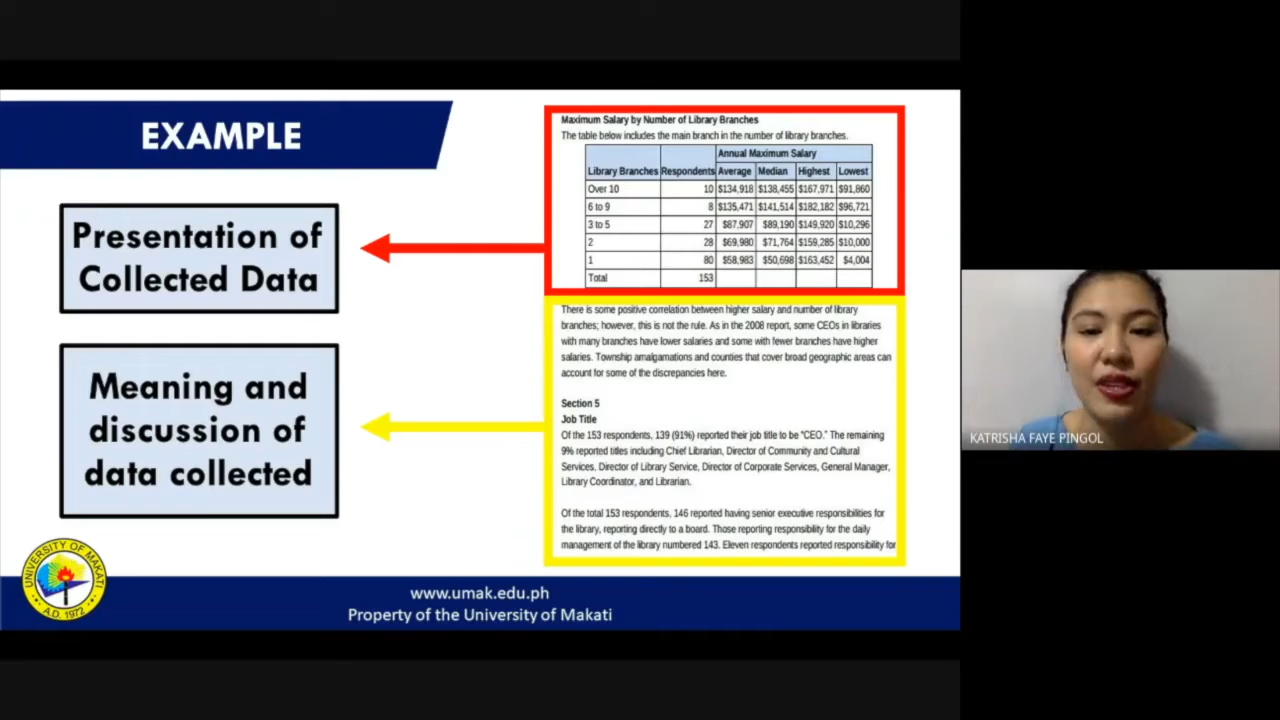 EXAMPLE
Presentation of
Collected Data
Meaning and
discussion of
data collected
Maximum Salary by Number of Library Branches
The table below includes the main branch in the number of library branches.
Annual Maximum Salary
Library Branches Respondents Average Median Highest Lowest
Over 10 10 $134,918 $138,455 $167,971 $91,860
6 to 9 8 $135,471 $141,514 $182,182 $96,721
3 to 5 27 $87,907 $89,190 $149,920 $10,296
2 28 $69,980 $71,764 $159,285 $10,000
1 80 $58,983 $50,698 $163,452 $4,004
Total 153
There is some positive correlation between higher salary and number of library
branches; however, this is not the rule. As in the 2008 report, some CEOs in libraries
with many branches have lower salaries and some with fewer branches have higher
salaries. Township amalgamations and counties that cover broad geographic areas can
account for some of the discrepancies here.
Section 5
Job Title
Of the 153 respondents, 139 (91%) reported their job title to be “CEO.” The remaining
9% reported titles including Chief Librarian, Director of Community and Cultural
Services, Director of Library Service, Director of Corporate Services, General Manager,
Library Coordinator, and Librarian.
Of the total 153 respondents, 146 reported having senior executive responsibilities for
the library, reporting directly to a board. Those reporting responsibility for the daily
management of the library numbered 143. Eleven respondents reported responsibility for
UNIVERSITY OF MAKATI
A.D. 1972
www.umak.edu.ph
Property of the University of Makati
KATRISHA FAYE PINGOL